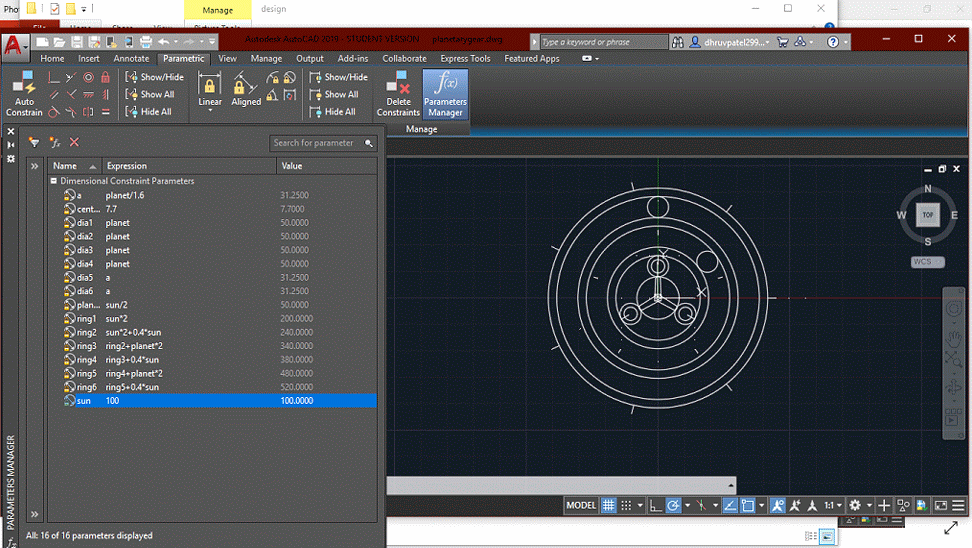 Pho
Manage
design
File
Home
Share
View
Picture Tools
Autodesk AutoCAD 2019 - STUDENT VERSION planetarygear.dwg
Type a keyword or phrase
dhruvpatel299...
Home Insert Annotate Parametric View Manage Output Add-ins Collaborate Express Tools Featured Apps
Auto
Constrain
Show/Hide
Show All
Hide All
Linear
Aligned
Show/Hide
Show All
Hide All
Delete
Constraints
f(x)
Parameters
Manager
Manage
Search for parameter
Name Expression Value
Dimensional Constraint Parameters
a planet/1.6 31.2500
cent... 7.7 7.7000
dia1 planet 50.0000
dia2 planet 50.0000
dia3 planet 50.0000
dia4 planet 50.0000
dia5 a 31.2500
dia6 a 31.2500
plan... sun/2 50.0000
ring1 sun*2 200.0000
ring2 sun*2+0.4*sun 240.0000
ring3 ring2+planet*2 340.0000
ring4 ring3+0.4*sun 380.0000
ring5 ring4+planet*2 480.0000
ring6 ring5+0.4*sun 520.0000
sun 100 100.0000
PARAMETERS MANAGER
All: 16 of 16 parameters displayed
N
W TOP E
S
WCS
Y
X
MODEL
1:1